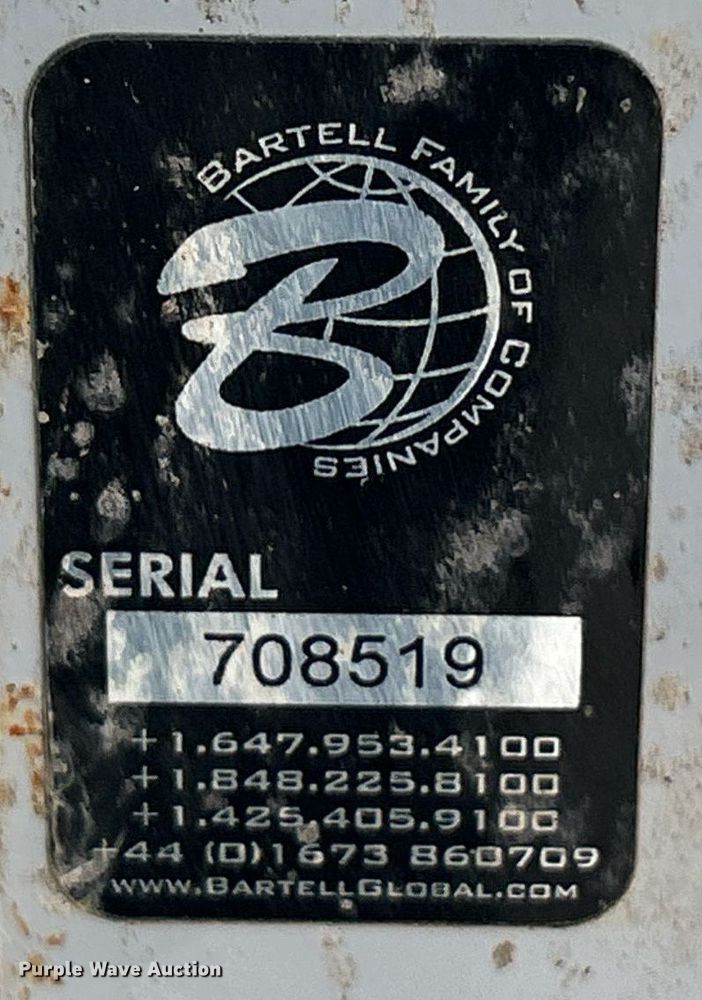 BARTELL FAMILY OF COMPANIES
SERIAL
708519
+1.647.953.4100
+1.848.225.8100
+1.425.405.9100
+44 (0)1673 860709
WWW.BARTELLGLOBAL.COM
Purple Wave Auction